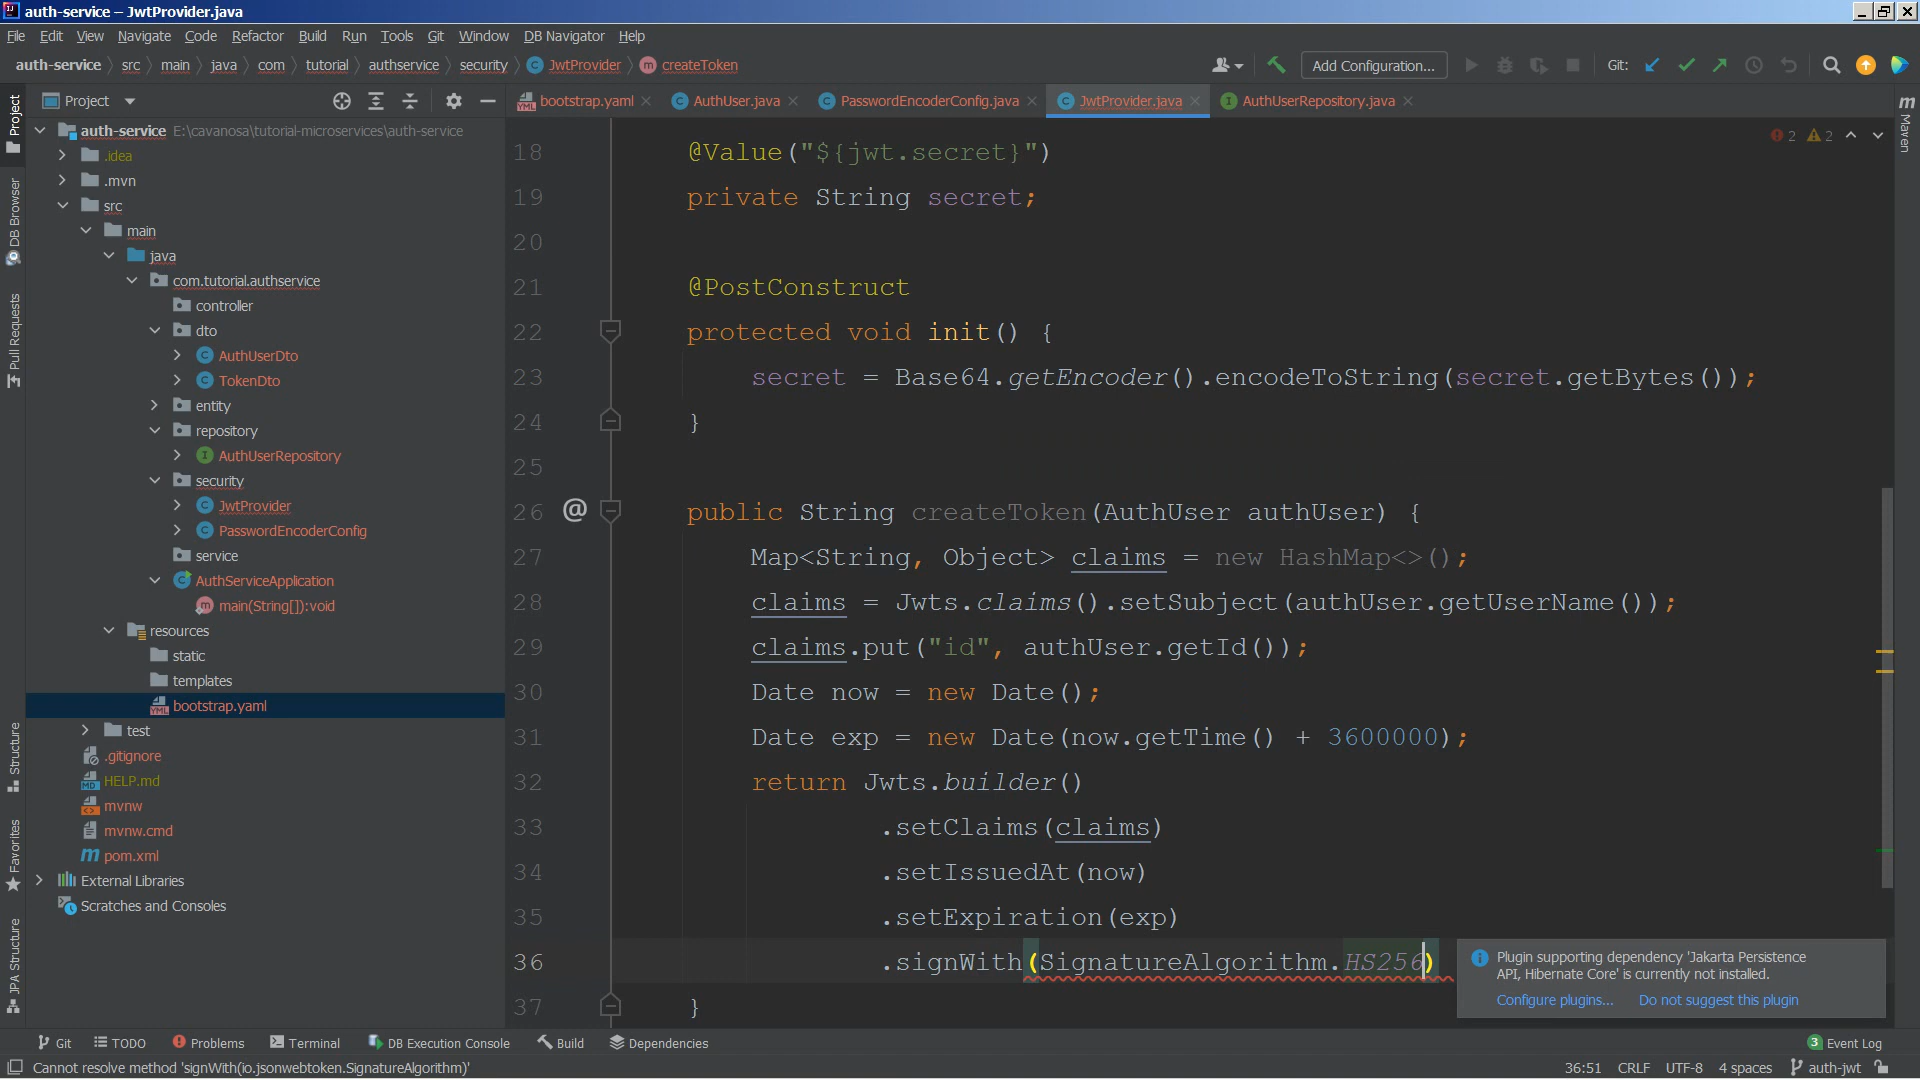 auth-service – JwtProvider.java
File Edit View Navigate Code Refactor Build Run Tools Git Window DB Navigator Help
auth-service src main java com tutorial authservice security JwtProvider createToken
Add Configuration... Git:
Project
bootstrap.yaml AuthUser.java PasswordEncoderConfig.java JwtProvider.java AuthUserRepository.java
Project
DB Browser
Pull Requests
Structure
Favorites
JPA Structure
Maven
auth-service E:\cavanosa\tutorial-microservices\auth-service
.idea
.mvn
src
main
java
com.tutorial.authservice
controller
dto
AuthUserDto
TokenDto
entity
repository
AuthUserRepository
security
JwtProvider
PasswordEncoderConfig
service
AuthServiceApplication
main(String[]):void
resources
static
templates
bootstrap.yaml
test
.gitignore
HELP.md
mvnw
mvnw.cmd
pom.xml
External Libraries
Scratches and Consoles
2 2
18 @Value("${jwt.secret}")
19 private String secret;
20
21 @PostConstruct
22 protected void init() {
23 secret = Base64.getEncoder().encodeToString(secret.getBytes());
24 }
25
26 @ public String createToken(AuthUser authUser) {
27 Map<String, Object> claims = new HashMap<>();
28 claims = Jwts.claims().setSubject(authUser.getUserName());
29 claims.put("id", authUser.getId());
30 Date now = new Date();
31 Date exp = new Date(now.getTime() + 3600000);
32 return Jwts.builder()
33 .setClaims(claims)
34 .setIssuedAt(now)
35 .setExpiration(exp)
36 .signWith(SignatureAlgorithm.HS256)
37 }
Plugin supporting dependency 'Jakarta Persistence
API, Hibernate Core' is currently not installed.
Configure plugins... Do not suggest this plugin
Git TODO Problems Terminal DB Execution Console Build Dependencies 3 Event Log
Cannot resolve method 'signWith(io.jsonwebtoken.SignatureAlgorithm)' 36:51 CRLF UTF-8 4 spaces auth-jwt